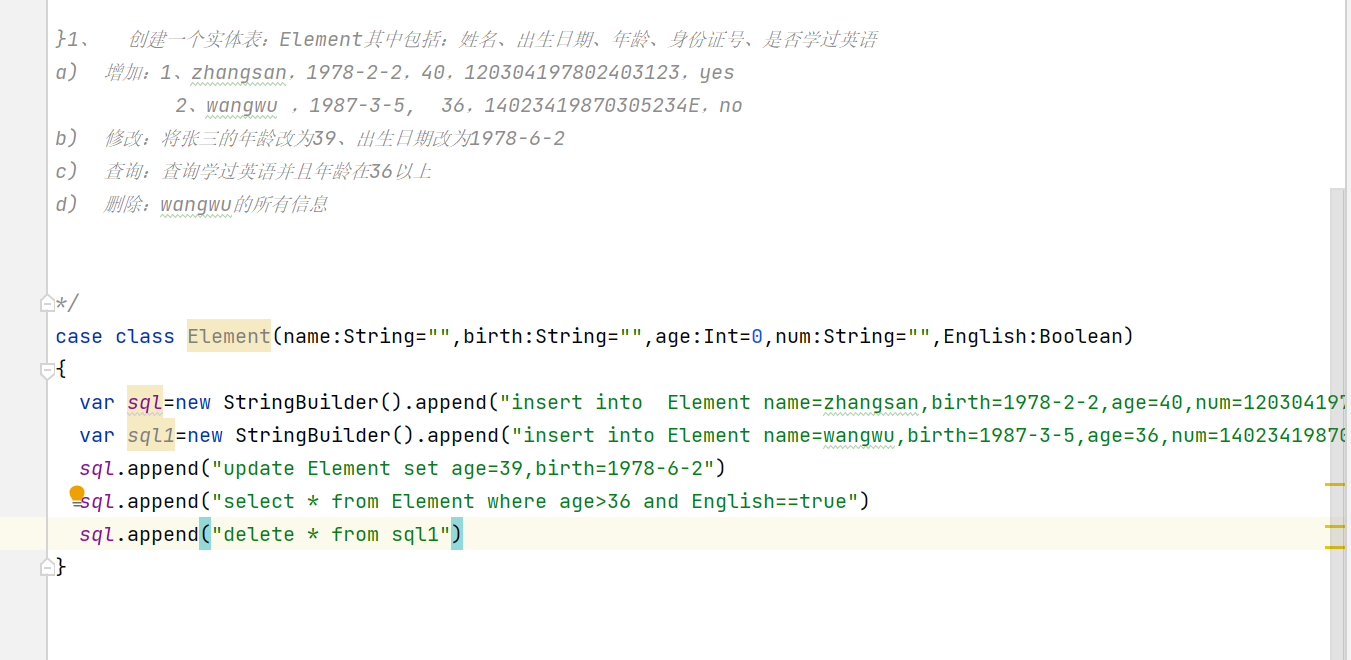 }1、 创建一个实体表：Element其中包括：姓名、出生日期、年龄、身份证号、是否学过英语
a) 增加：1、zhangsan，1978-2-2，40，120304197802403123，yes
2、wangwu ，1987-3-5， 36，14023419870305234E，no
b) 修改：将张三的年龄改为39、出生日期改为1978-6-2
c) 查询：查询学过英语并且年龄在36以上
d) 删除：wangwu的所有信息
*/
case class Element(name:String="",birth:String="",age:Int=0,num:String="",English:Boolean)
{
var sql=new StringBuilder().append("insert into  Element name=zhangsan,birth=1978-2-2,age=40,num=12030419
var sql1=new StringBuilder().append("insert into Element name=wangwu,birth=1987-3-5,age=36,num=1402341987
sql.append("update Element set age=39,birth=1978-6-2")
sql.append("select * from Element where age>36 and English==true")
sql.append("delete * from sql1")
}